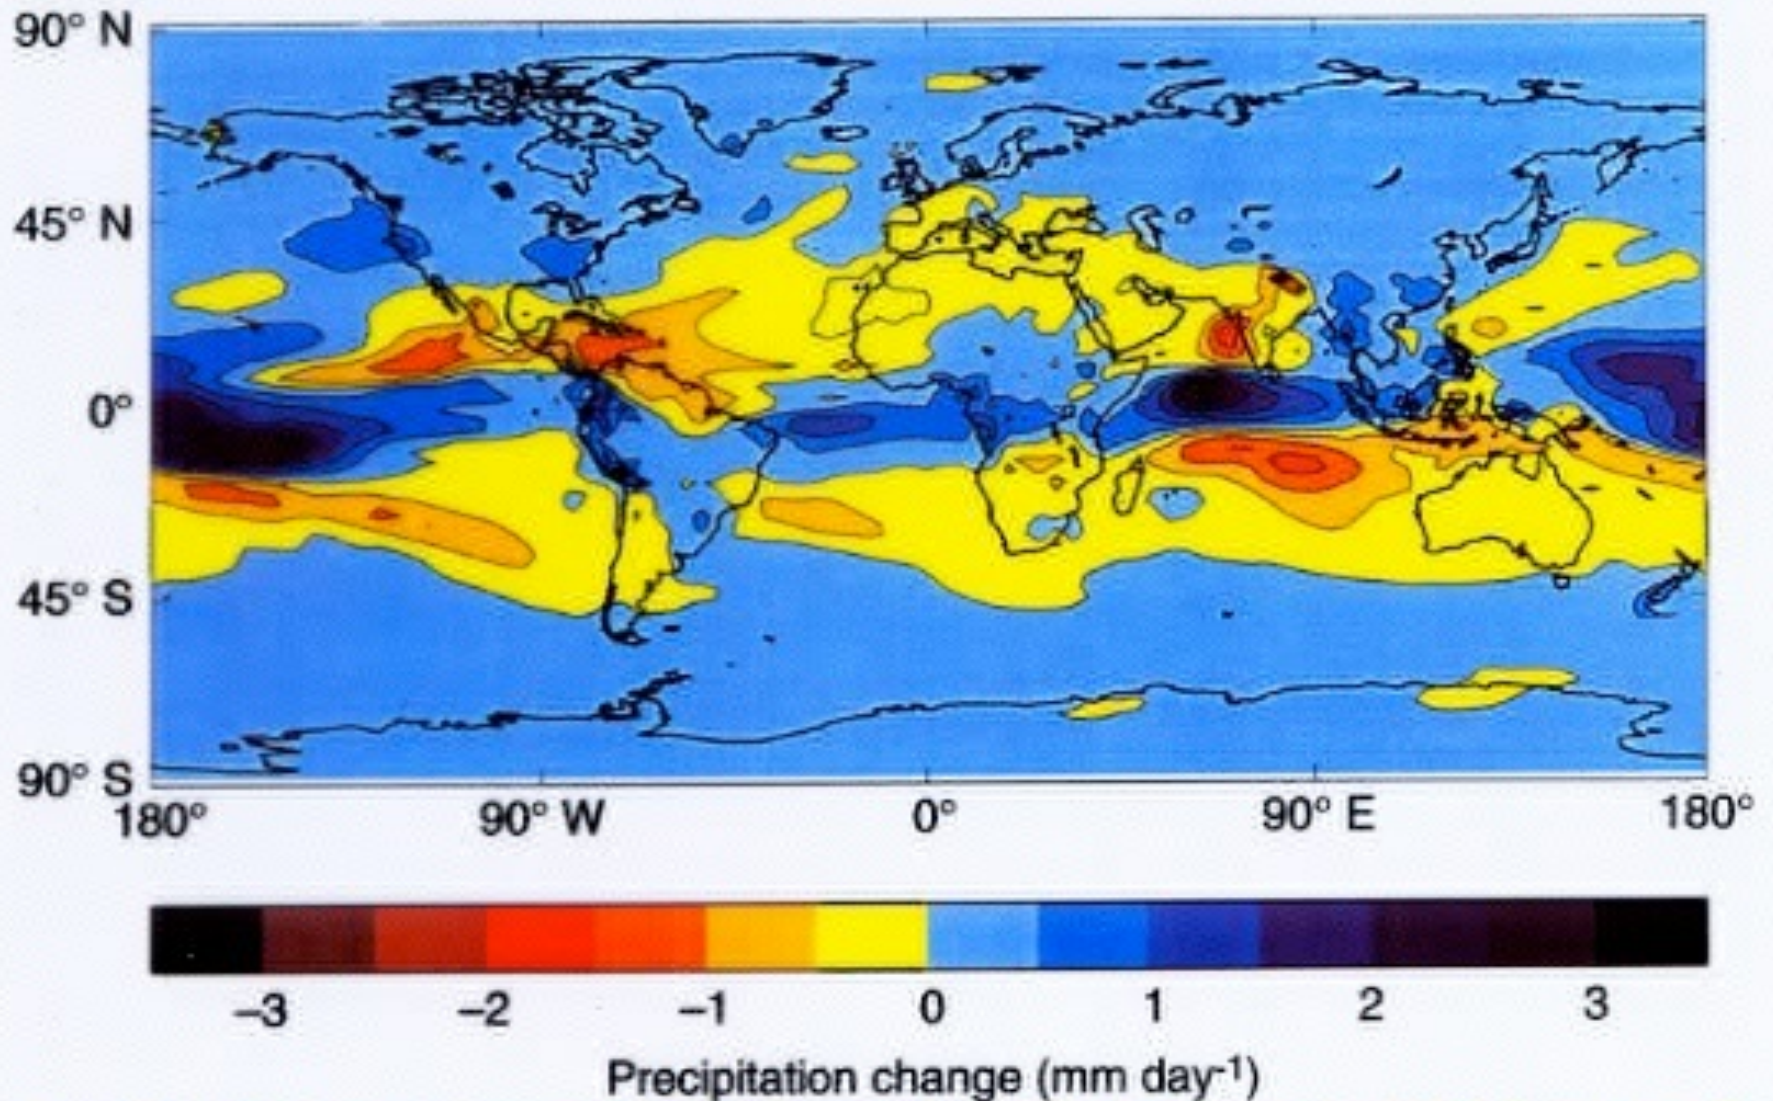 90° N
45° N
0°
45° S
90° S
180° 90° W 0° 90° E 180°
–3 –2 –1 0 1 2 3
Precipitation change (mm day-1)